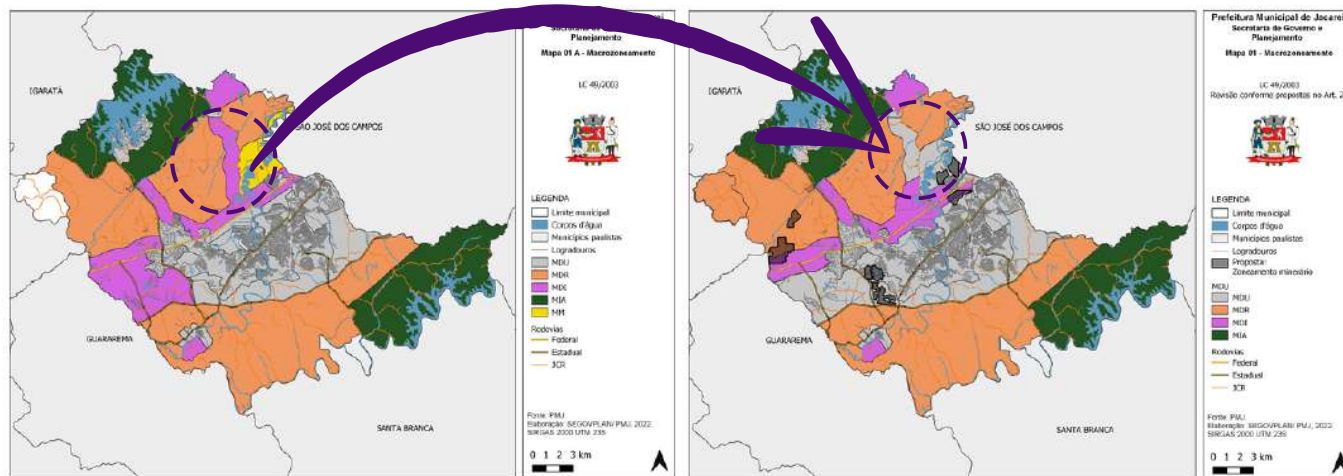 Planejamento
Mapa 01 A - Macrozoneamento
LC 49/2003
IGARATÁ
SÃO JOSÉ DOS CAMPOS
GUARAREMA
SANTA BRANCA
LEGENDA
Limite municipal
Corpos d'água
Municípios paulistas
Logradouros
MDU
MDR
MDI
MIA
MM
Rodovias
Federal
Estadual
JCR
Fonte: PMJ
Elaboração: SEGOVPLAN/ PMJ, 2022
SIRGAS 2000 UTM 23S
0 1 2 3 km
Prefeitura Municipal de Jacareí
Secretaria de Governo e
Planejamento
Mapa 01 - Macrozoneamento
LC 49/2003
Revisão conforme propostas no Art. 2
IGARATÁ
SÃO JOSÉ DOS CAMPOS
GUARAREMA
SANTA BRANCA
LEGENDA
Limite municipal
Corpos d'água
Municípios paulistas
Logradouros
Proposta:
Zoneamento minerário
MDU
MDU
MDR
MDI
MIA
Rodovias
Federal
Estadual
JCR
Fonte: PMJ
Elaboração: SEGOVPLAN/ PMJ, 2022
SIRGAS 2000 UTM 23S
0 1 2 3 km